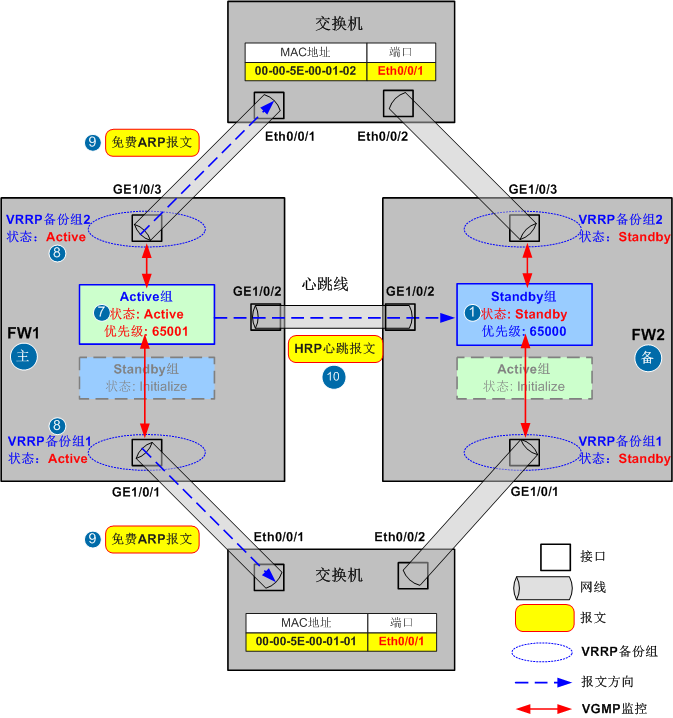 交换机
MAC地址 端口
00-00-5E-00-01-02 Eth0/0/1
Eth0/0/1 Eth0/0/2
9 免费ARP报文
GE1/0/3 GE1/0/3
VRRP备份组2
状态：Active
8
VRRP备份组2
状态：Standby
Active组
7 状态: Active
优先级: 65001
Standby组
状态: Initialize
FW1
主
GE1/0/2 心跳线 GE1/0/2
HRP心跳报文
10
Standby组
1 状态: Standby
优先级: 65000
Active组
状态: Initialize
FW2
备
8
VRRP备份组1
状态：Active
VRRP备份组1
状态：Standby
GE1/0/1 GE1/0/1
9 免费ARP报文
Eth0/0/1 Eth0/0/2
交换机
MAC地址 端口
00-00-5E-00-01-01 Eth0/0/1
接口
网线
报文
VRRP备份组
报文方向
VGMP监控